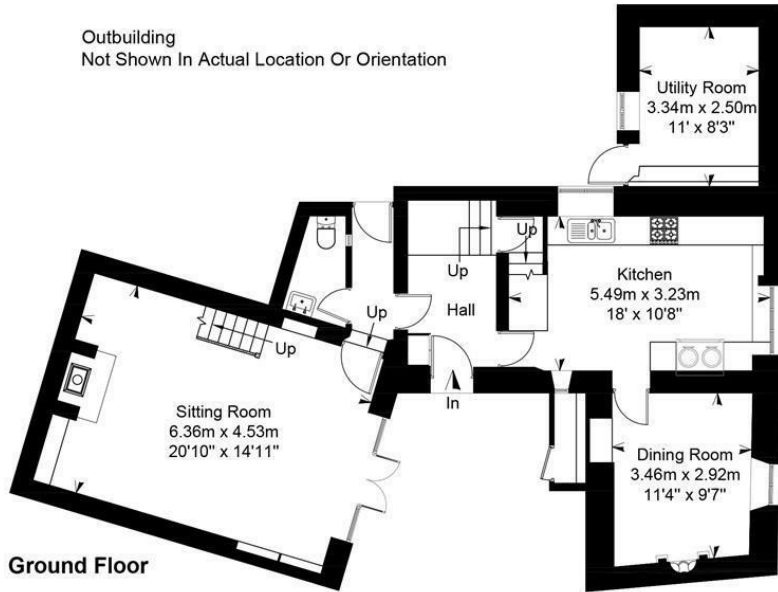 Outbuilding
Not Shown In Actual Location Or Orientation
Utility Room
3.34m x 2.50m
11' x 8'3"
Up
Up
Up
Hall
Kitchen
5.49m x 3.23m
18' x 10'8"
Up
Up
In
Sitting Room
6.36m x 4.53m
20'10" x 14'11"
Dining Room
3.46m x 2.92m
11'4" x 9'7"
Ground Floor